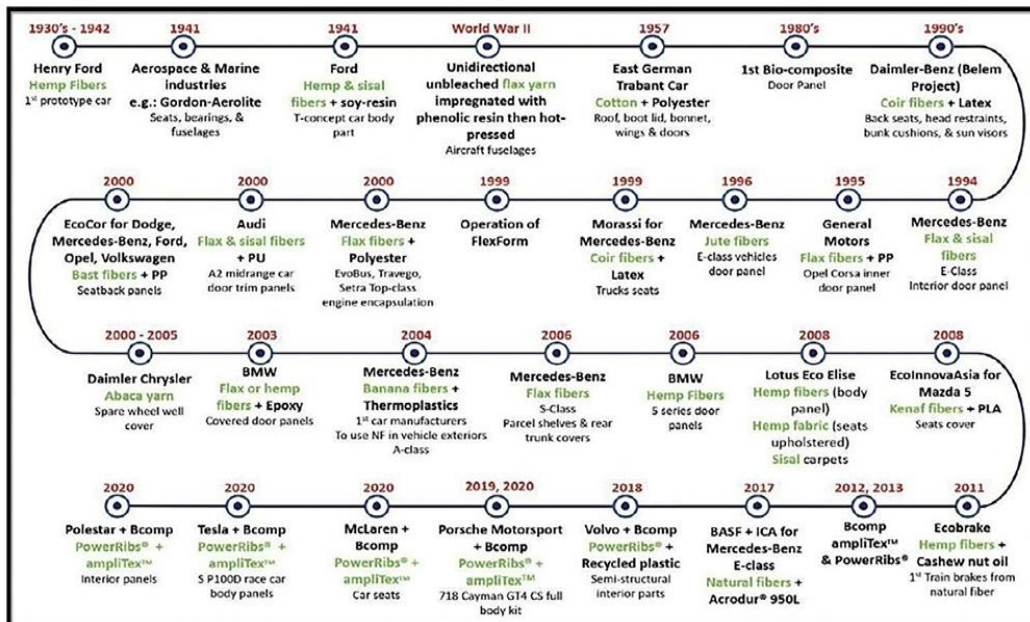 1930's - 1942
Henry Ford
Hemp Fibers
1st prototype car
1941
Aerospace & Marine
industries
e.g.: Gordon-Aerolite
Seats, bearings, &
fuselages
1941
Ford
Hemp & sisal
fibers + soy-resin
T-concept car body
part
World War II
Unidirectional
unbleached flax yarn
impregnated with
phenolic resin then hot-
pressed
Aircraft fuselages
1957
East German
Trabant Car
Cotton + Polyester
Roof, boot lid, bonnet,
wings & doors
1980's
1st Bio-composite
Door Panel
1990's
Daimler-Benz (Belem
Project)
Coir fibers + Latex
Back seats, head restraints,
bunk cushions, & sun visors
2000
EcoCor for Dodge,
Mercedes-Benz, Ford,
Opel, Volkswagen
Bast fibers + PP
Seatback panels
2000
Audi
Flax & sisal fibers
+ PU
A2 midrange car
door trim panels
2000
Mercedes-Benz
Flax fibers +
Polyester
EvoBus, Travego,
Setra Top-class
engine encapsulation
1999
Operation of
FlexForm
1999
Morassi for
Mercedes-Benz
Coir fibers +
Latex
Trucks seats
1996
Mercedes-Benz
Jute fibers
E-class vehicles
door panel
1995
General
Motors
Flax fibers + PP
Opel Corsa inner
door panel
1994
Mercedes-Benz
Flax & sisal
fibers
E-Class
Interior door panel
2000 - 2005
Daimler Chrysler
Abaca yarn
Spare wheel well
cover
2003
BMW
Flax or hemp
fibers + Epoxy
Covered door panels
2004
Mercedes-Benz
Banana fibers +
Thermoplastics
1st car manufacturers
To use NF in vehicle exteriors
A-class
2006
Mercedes-Benz
Flax fibers
S-Class
Parcel shelves & rear
trunk covers
2006
BMW
Hemp Fibers
5 series door
panels
2008
Lotus Eco Elise
Hemp fibers (body
panel)
Hemp fabric (seats
upholstered)
Sisal carpets
2008
EcoInnovaAsia for
Mazda 5
Kenaf fibers + PLA
Seats cover
2020
Polestar + Bcomp
PowerRibs® +
ampliTex™
Interior panels
2020
Tesla + Bcomp
PowerRibs® +
ampliTex™
S P100D race car
body panels
2020
McLaren +
Bcomp
PowerRibs® +
ampliTex™
Car seats
2019, 2020
Porsche Motorsport
+ Bcomp
PowerRibs® +
ampliTex™
718 Cayman GT4 CS full
body kit
2018
Volvo + Bcomp
PowerRibs® +
Recycled plastic
Semi-structural
interior parts
2017
BASF + ICA for
Mercedes-Benz
E-class
Natural fibers +
Acrodur® 950L
2012, 2013
Bcomp
ampliTex™
& PowerRibs®
2011
Ecobrake
Hemp fibers +
Cashew nut oil
1st Train brakes from
natural fiber